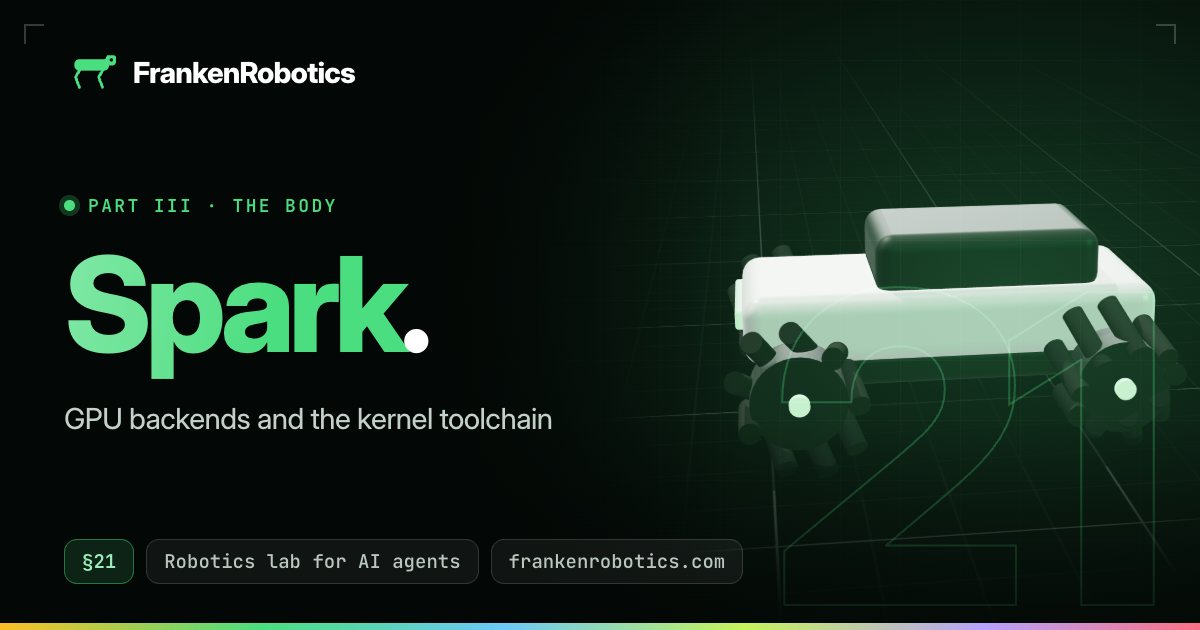 FrankenRobotics
PART III · THE BODY
Spark.
GPU backends and the kernel toolchain
§21
Robotics lab for AI agents
frankenrobotics.com
21